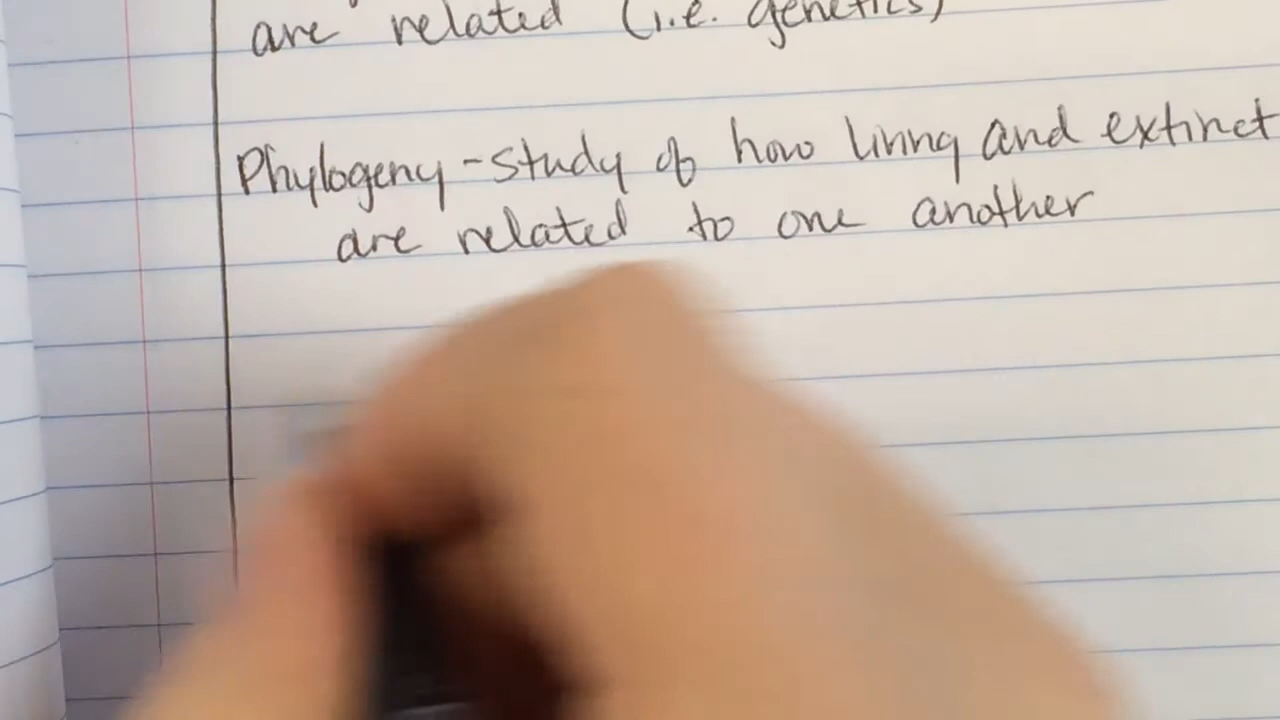 are related (i.e. genetics)
Phylogeny - study of how living and extinct
are related to one another